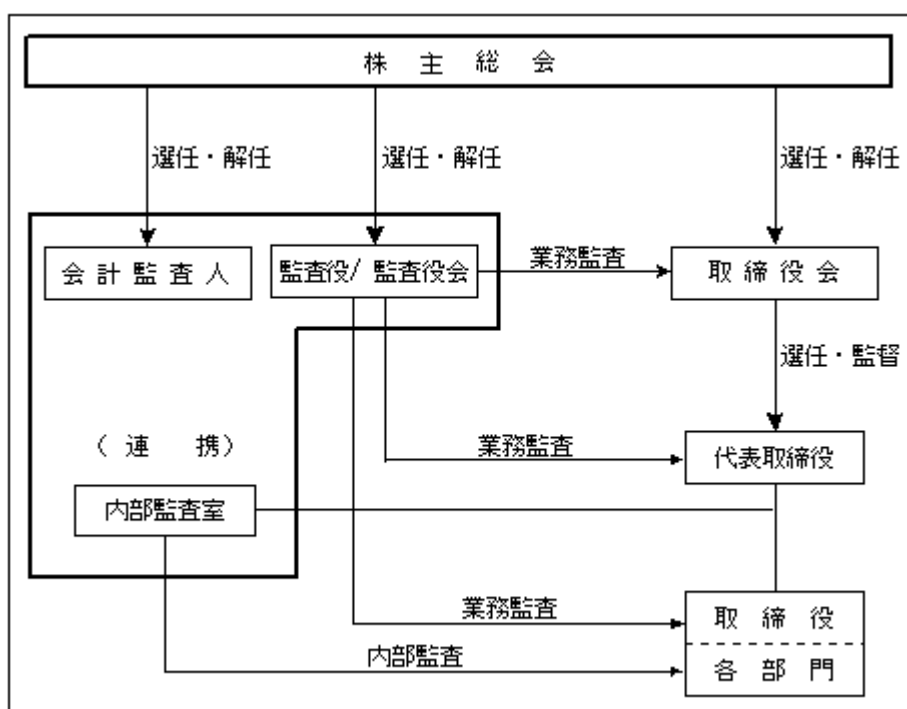 株主総会
選任・解任
選任・解任
選任・解任
会計監査人
監査役/監査役会
業務監査
取締役会
選任・監督
(連携)
業務監査
代表取締役
内部監査室
業務監査
取締役
内部監査
各部門